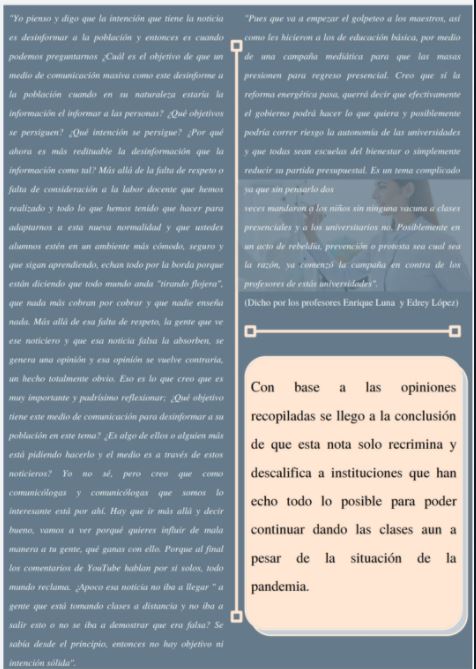 "Yo pienso y digo que la intención que tiene la noticia
es desinformar a la población y entonces es cuando
podemos preguntarnos ¿Cuál es el objetivo de que un
medio de comunicación masiva como este desinforme a
la población cuando en su naturaleza estaría la
información el informar a las personas? ¿Qué objetivos
se persiguen? ¿Qué intención se persigue? ¿Por qué
ahora es más redituable la desinformación que la
información como tal? Más allá de la falta de respeto o
falta de consideración a la labor docente que hemos
realizado y todo lo que hemos tenido que hacer para
adaptarnos a esta nueva normalidad y que ustedes
alumnos estén en un ambiente más cómodo, seguro y
que sigan aprendiendo, echan todo por la borda porque
están diciendo que todo mundo anda "tirando flojera",
que nada más cobran por cobrar y que nadie enseña
nada. Más allá de esa falta de respeto, la gente que ve
ese noticiero y que esa noticia falsa la absorben, se
genera una opinión y esa opinión se vuelve contraria,
un hecho totalmente obvio. Eso es lo que creo que es
muy importante y padrísimo reflexionar; ¿Qué objetivo
tiene este medio de comunicación para desinformar a su
población en este tema? ¿Es algo de ellos o alguien más
está pidiendo hacerlo y el medio es a través de estos
noticieros? Yo no sé, pero creo que como
comunicólogas y comunicólogos que somos lo
interesante está por ahí. Hay que ir más allá y decir
bueno, vamos a ver porqué quieres influir de mala
manera a tu gente, qué ganas con ello. Porque al final
los comentarios de YouTube hablan por sí solos, todo
mundo reclama. ¿Apoco esa noticia no iba a llegar " a
gente que está tomando clases a distancia y no iba a
salir esto o no se iba a demostrar que era falsa? Se
sabía desde el principio, entonces no hay objetivo ni
intención sólida".
"Pues que va a empezar el golpeteo a los maestros, así
como les hicieron a los de educación básica, por medio
de una campaña mediática para que las masas
presionen para regreso presencial. Creo que si la
reforma energética pasa, querrá decir que efectivamente
el gobierno podrá hacer lo que quiera y posiblemente
podría correr riesgo la autonomía de las universidades
y que todas sean escuelas del bienestar o simplemente
reducir su partida presupuestal. Es un tema complicado
ya que sin pensarlo dos
veces mandaron a los niños sin ninguna vacuna a clases
presenciales y a los universitarios no. Posiblemente en
un acto de rebeldía, prevención o protesta sea cual sea
la razón, ya comenzó la campaña en contra de los
profesores de estás universidades".
(Dicho por los profesores Enrique Luna y Edrey López)
Con base a las opiniones
recopiladas se llego a la conclusión
de que esta nota solo recrimina y
descalifica a instituciones que han
echo todo lo posible para poder
continuar dando las clases aun a
pesar de la situación de la
pandemia.